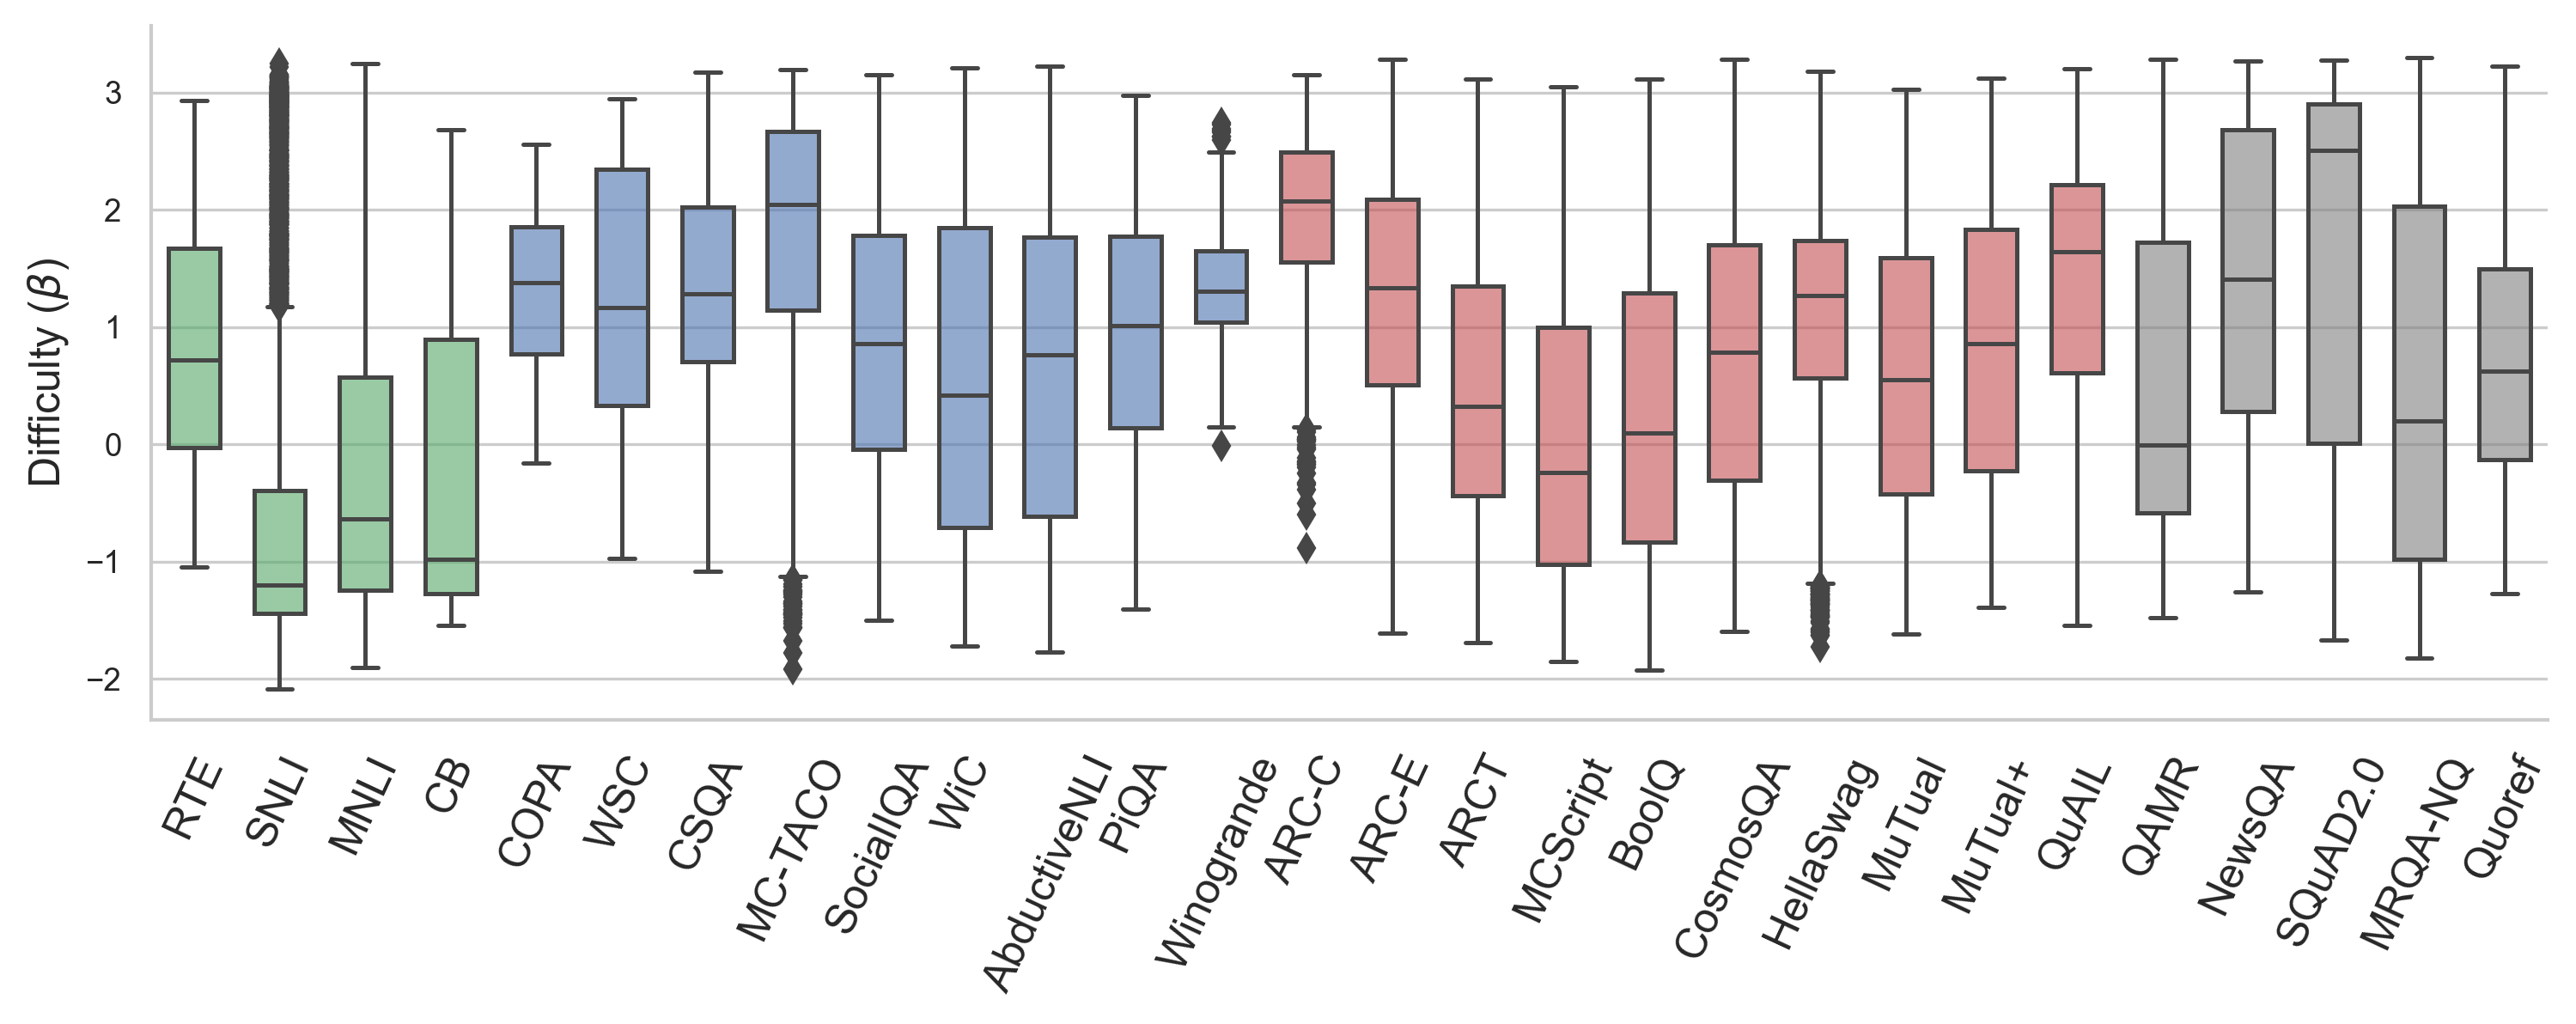 Difficulty (β)
3
2
1
0
−1
−2
RTE
SNLI
MNLI
CB
COPA
WSC
CSQA
MC-TACO
SocialIQA
WiC
AbductiveNLI
PiQA
Winogrande
ARC-C
ARC-E
ARCT
MCScript
BoolQ
CosmosQA
HellaSwag
MuTual
MuTual+
QuAIL
QAMR
NewsQA
SQuAD2.0
MRQA-NQ
Quoref